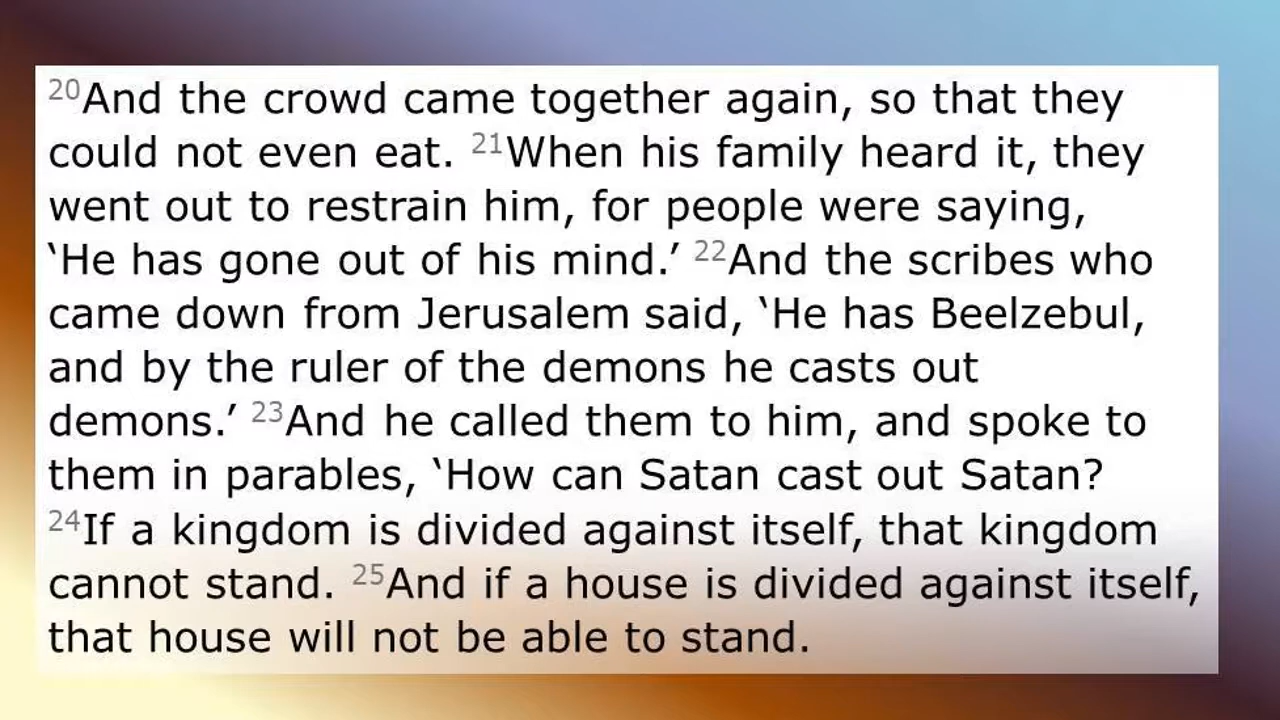 20And the crowd came together again, so that they
could not even eat. 21When his family heard it, they
went out to restrain him, for people were saying,
‘He has gone out of his mind.’ 22And the scribes who
came down from Jerusalem said, ‘He has Beelzebul,
and by the ruler of the demons he casts out
demons.’ 23And he called them to him, and spoke to
them in parables, ‘How can Satan cast out Satan?
24If a kingdom is divided against itself, that kingdom
cannot stand. 25And if a house is divided against itself,
that house will not be able to stand.